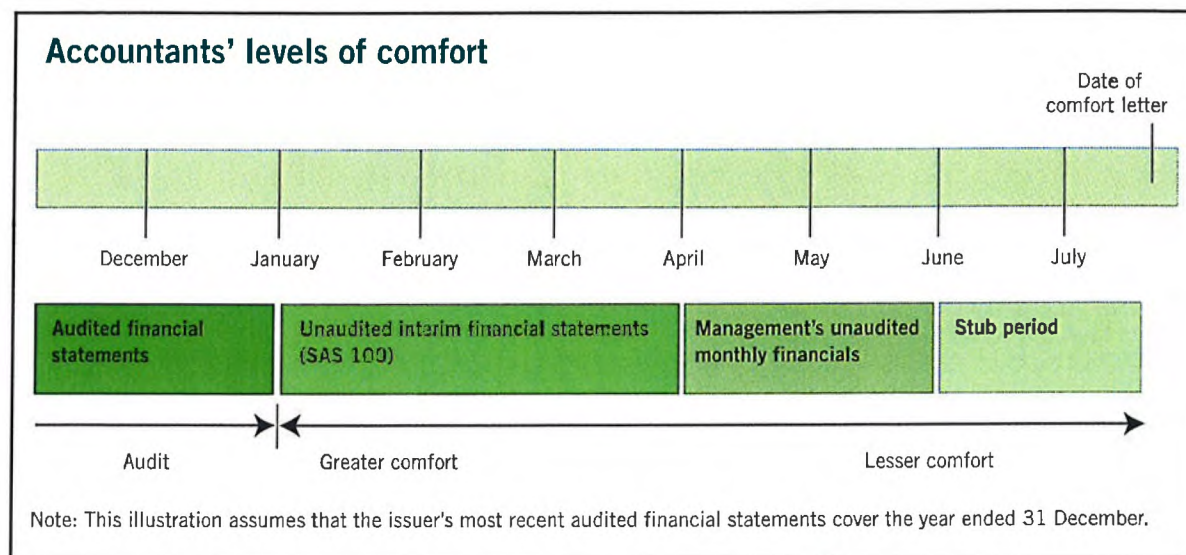 Accountants' levels of comfort
Date of
comfort letter
December January February March April May June July
Audited financial
statements
Unaudited interim financial statements
(SAS 100)
Management's unaudited
monthly financials
Stub period
Audit Greater comfort Lesser comfort
Note: This illustration assumes that the issuer's most recent audited financial statements cover the year ended 31 December.